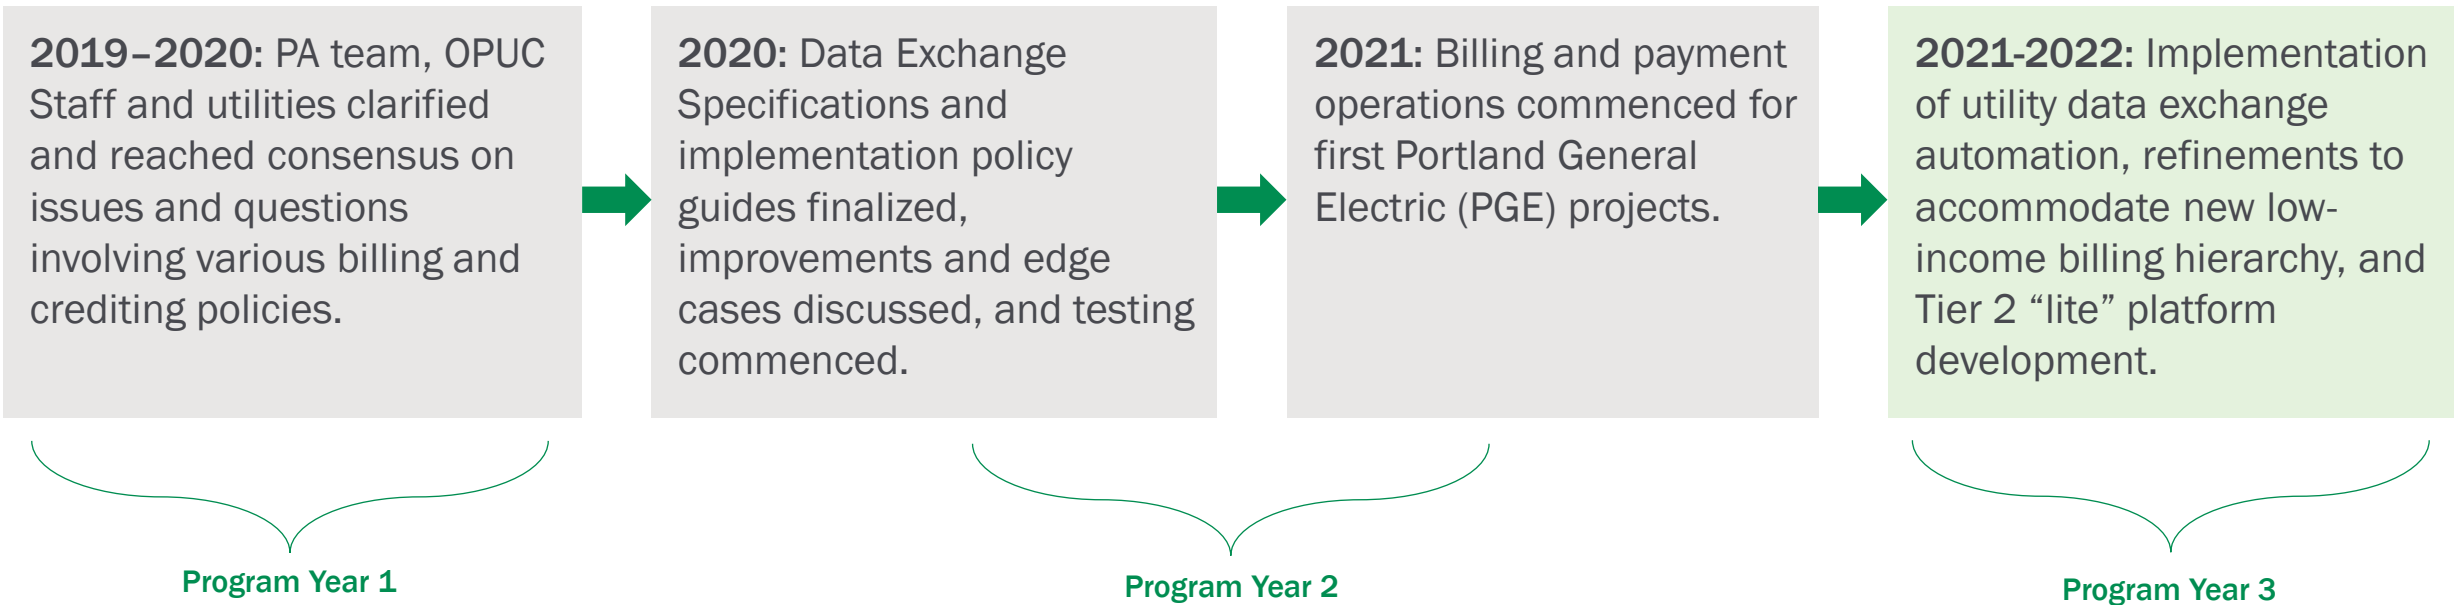 2019–2020: PA team, OPUC
Staff and utilities clarified
and reached consensus on
issues and questions
involving various billing and
crediting policies.
2020: Data Exchange
Specifications and
implementation policy
guides finalized,
improvements and edge
cases discussed, and testing
commenced.
2021: Billing and payment
operations commenced for
first Portland General
Electric (PGE) projects.
2021-2022: Implementation
of utility data exchange
automation, refinements to
accommodate new low-
income billing hierarchy, and
Tier 2 “lite” platform
development.
Program Year 1
Program Year 2
Program Year 3